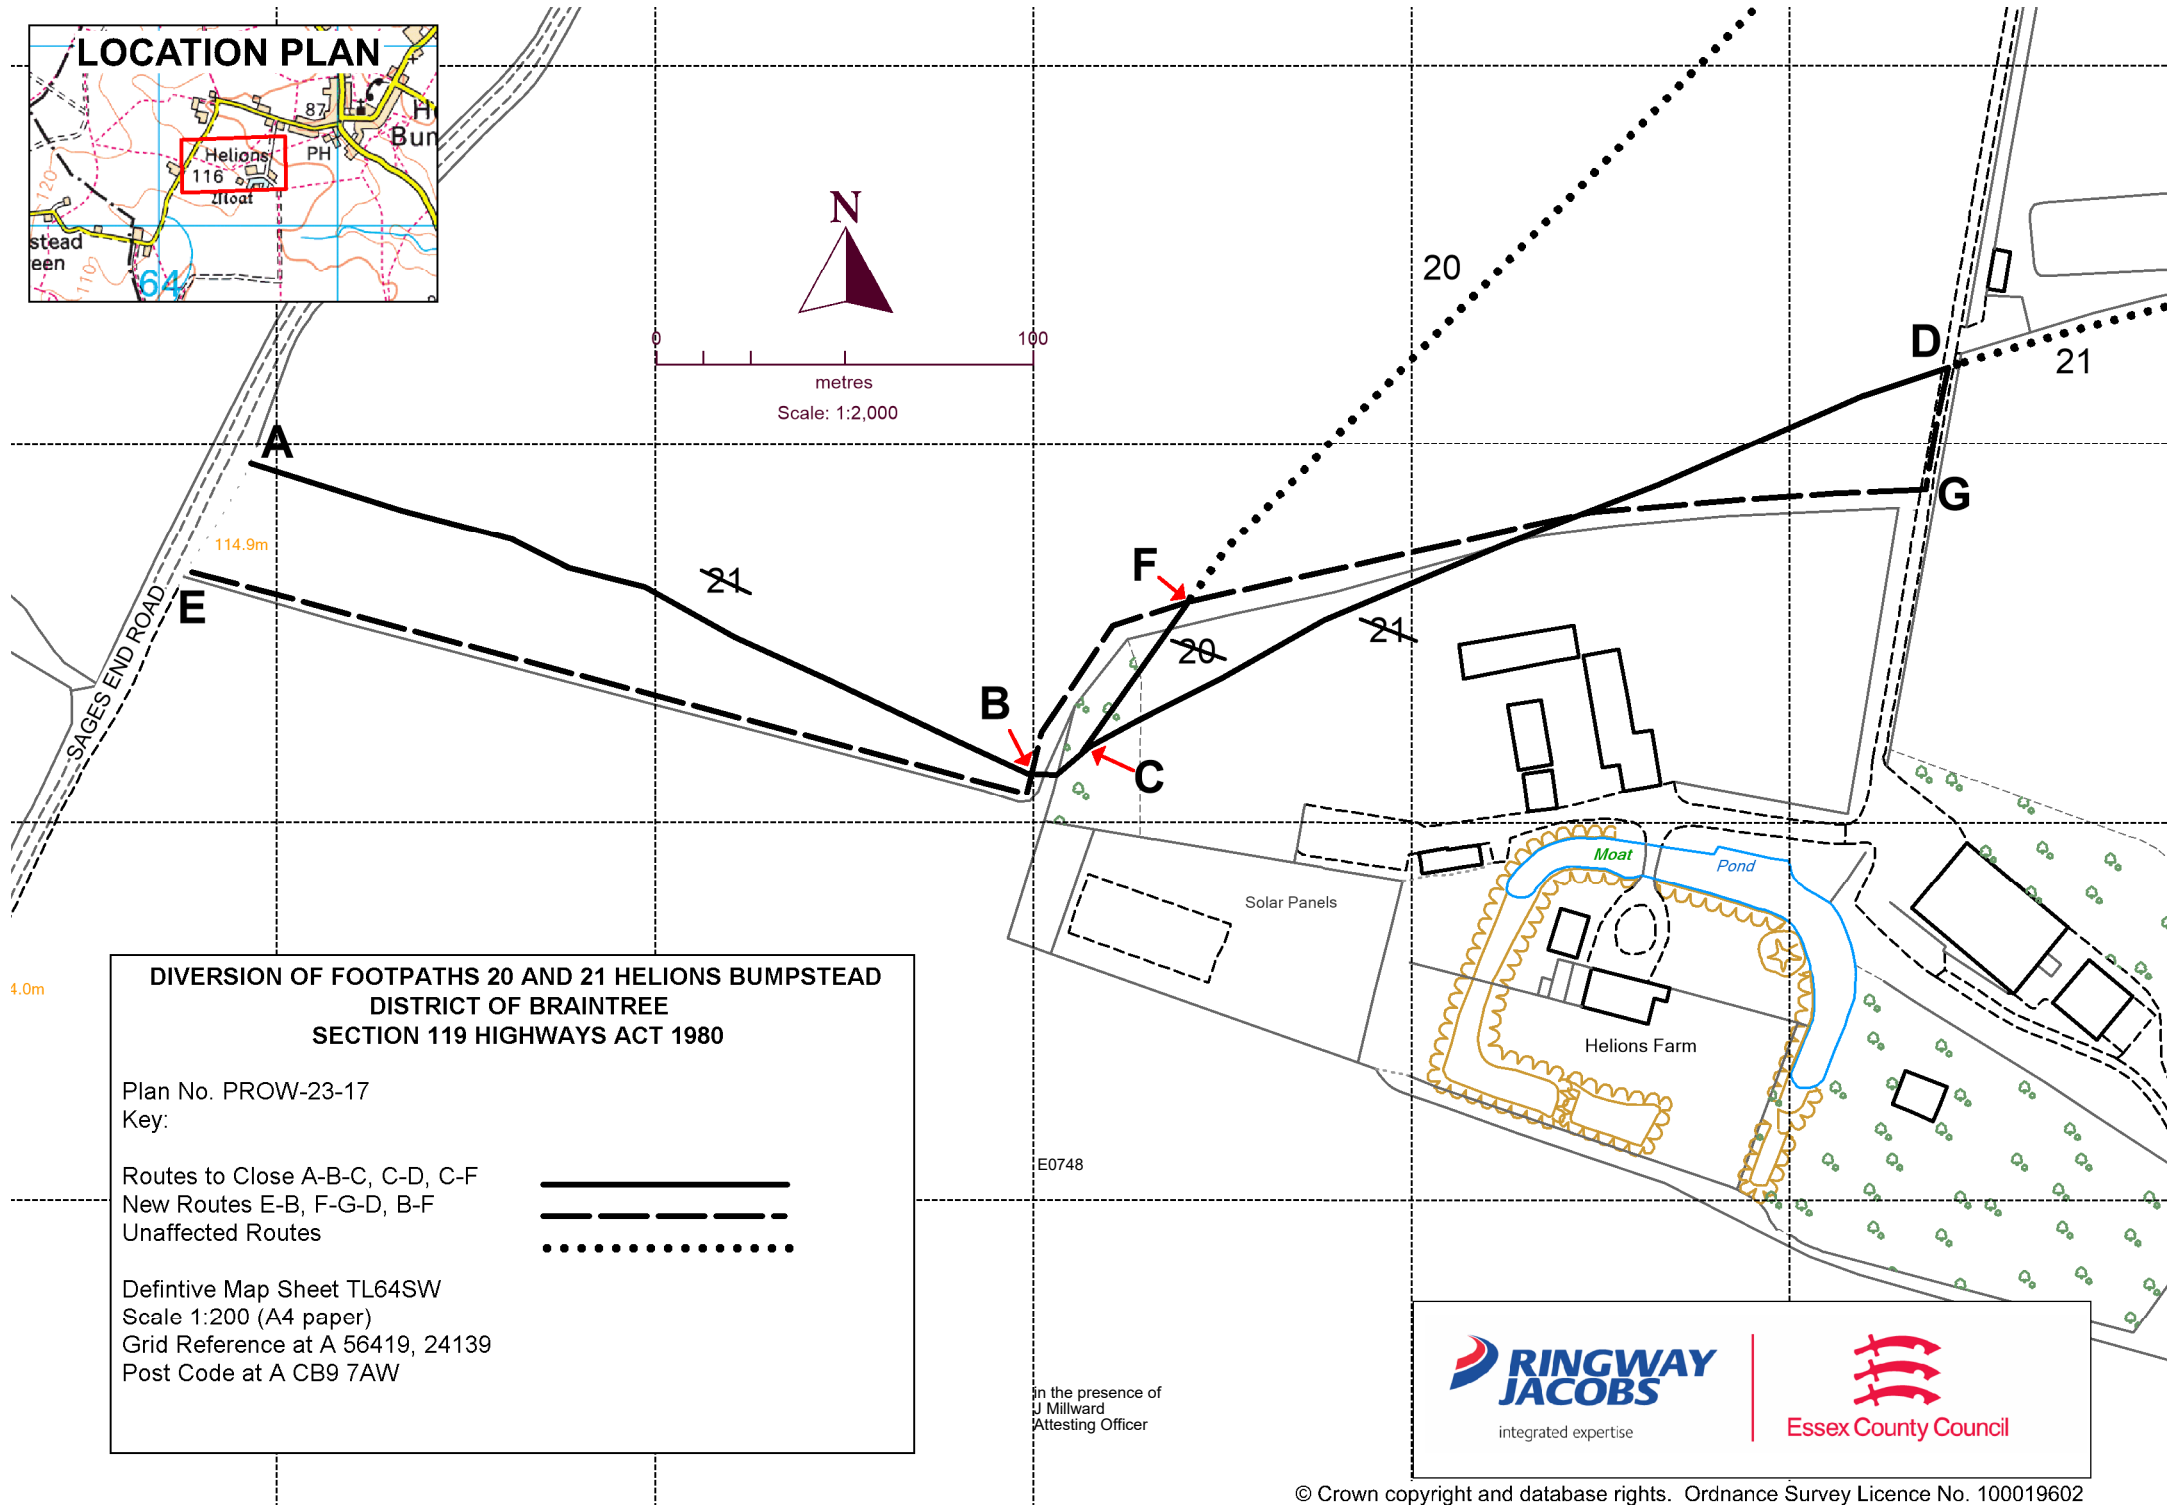 LOCATION PLAN
87
H
Bum
Helions
PH
116
Moat
120
stead
een
110
64
N
0
100
metres
Scale: 1:2,000
20
D
21
A
G
114.9m
F
21
E
21
20
SAGES END ROAD
B
C
Moat
Pond
Solar Panels
4.0m
Helions Farm
DIVERSION OF FOOTPATHS 20 AND 21 HELIONS BUMPSTEAD
DISTRICT OF BRAINTREE
SECTION 119 HIGHWAYS ACT 1980
Plan No. PROW-23-17
Key:
Routes to Close A-B-C, C-D, C-F
New Routes E-B, F-G-D, B-F
Unaffected Routes
Defintive Map Sheet TL64SW
Scale 1:200 (A4 paper)
Grid Reference at A 56419, 24139
Post Code at A CB9 7AW
E0748
in the presence of
J Millward
Attesting Officer
RINGWAY
JACOBS
integrated expertise
Essex County Council
© Crown copyright and database rights. Ordnance Survey Licence No. 100019602